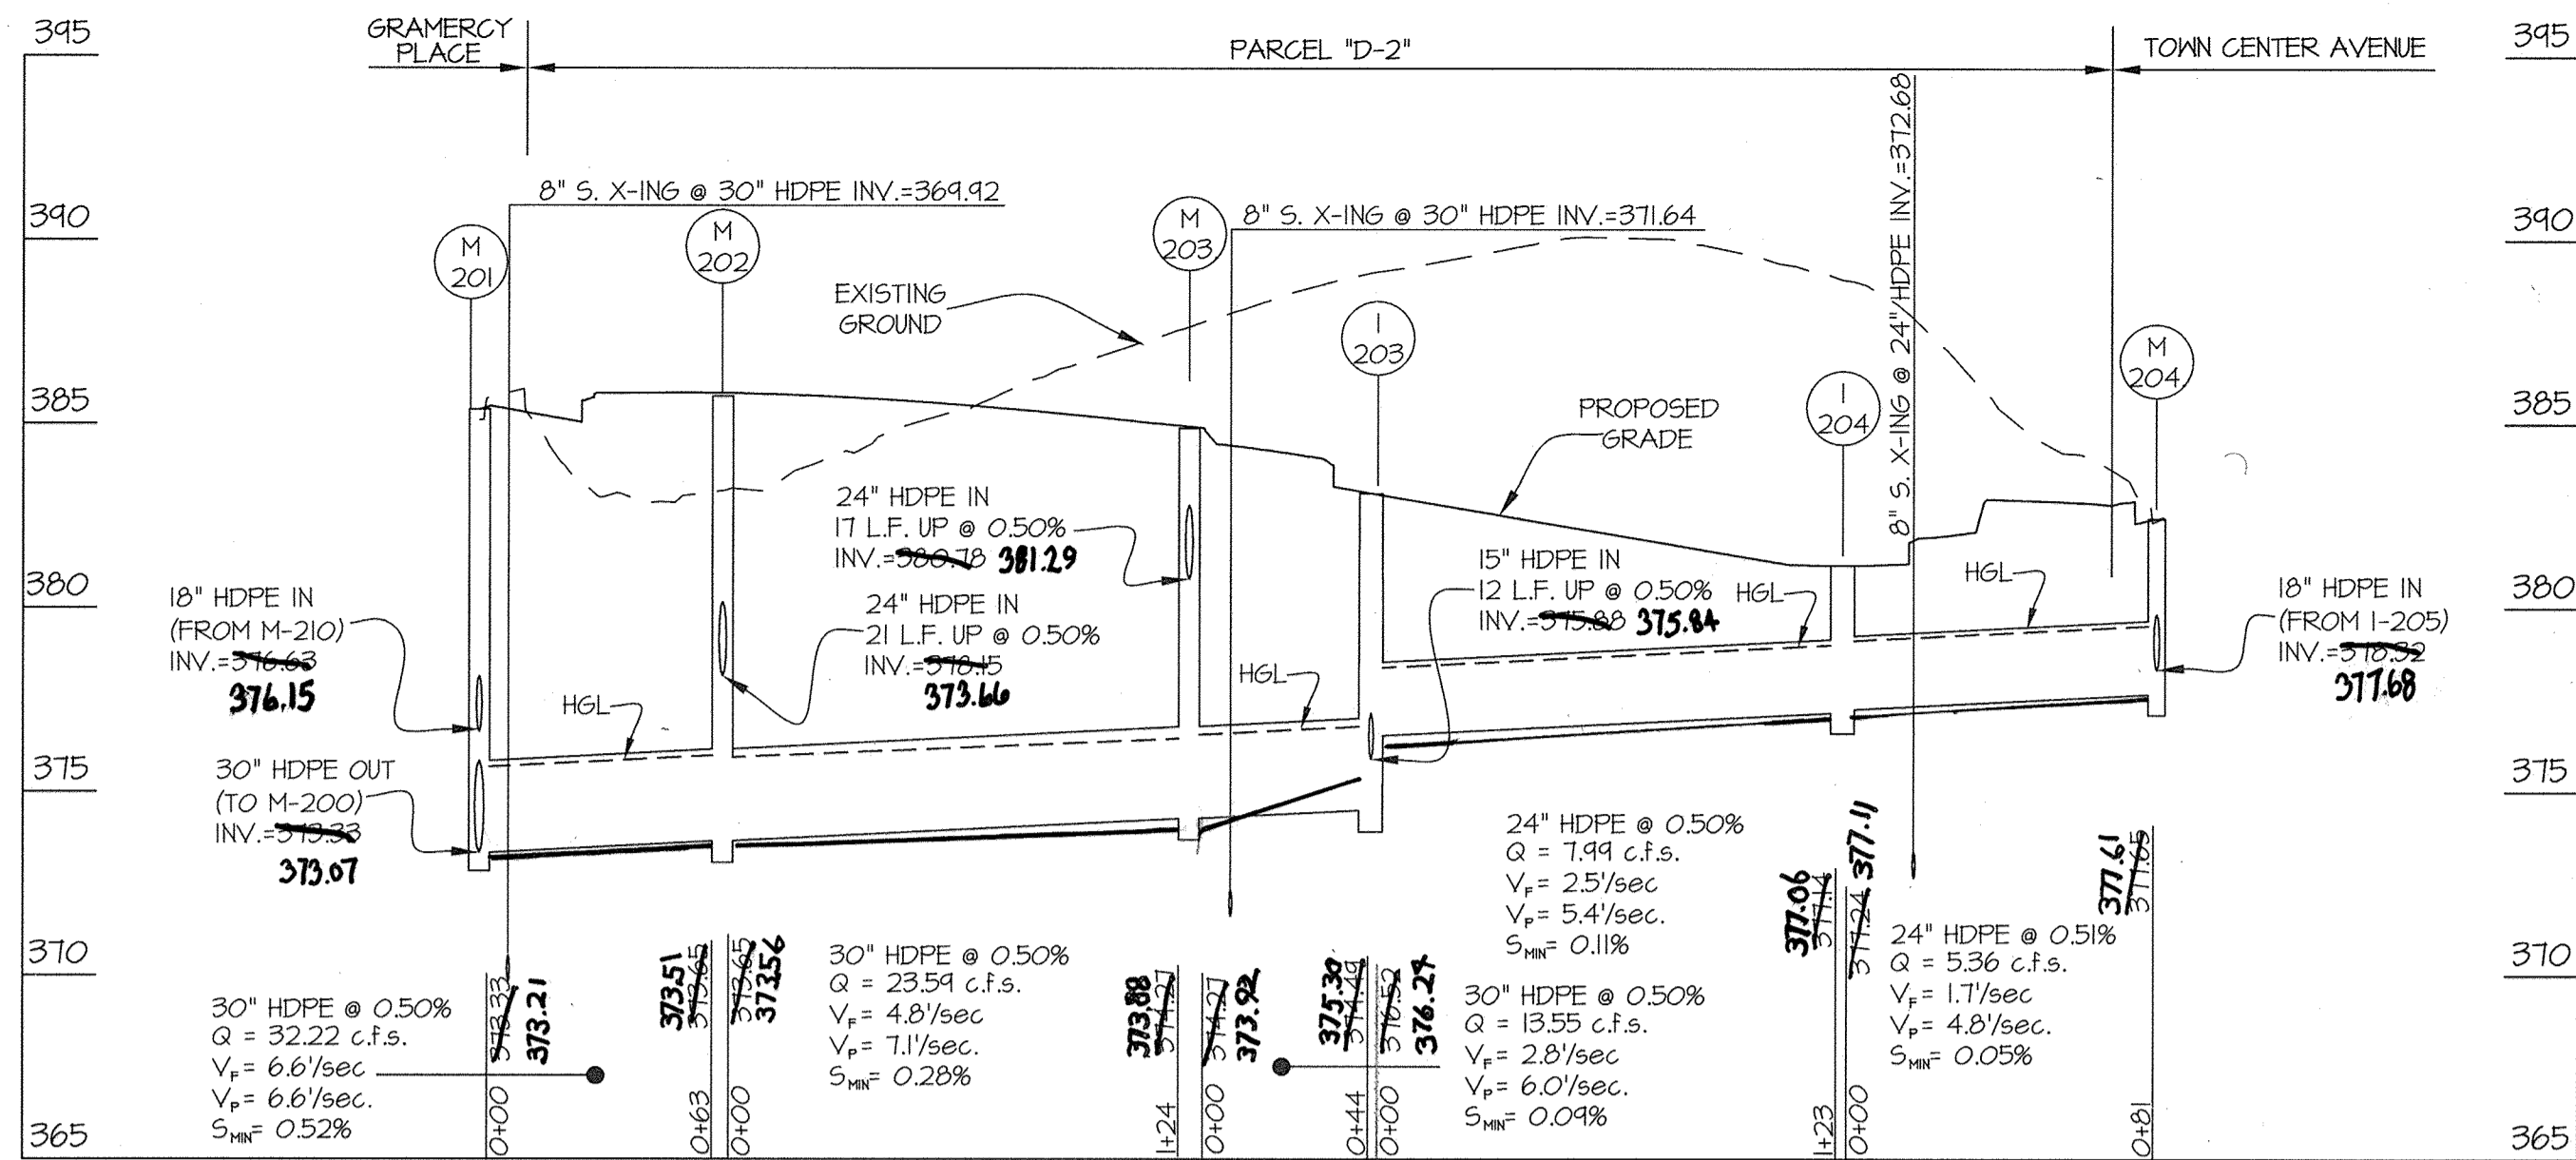 395
GRAMERCY
PLACE
PARCEL "D-2"
TOWN CENTER AVENUE
395
8" S. X-ING @ 30" HDPE INV.=369.92
8" S. X-ING @ 30" HDPE INV.=371.64
8" S. X-ING @ 24" HDPE INV.=372.68
390
390
M
201
M
202
M
203
I
203
I
204
M
204
EXISTING
GROUND
PROPOSED
GRADE
385
385
24" HDPE IN
17 L.F. UP @ 0.50%
INV.=380.78 381.29
24" HDPE IN
21 L.F. UP @ 0.50%
INV.=378.15
373.66
15" HDPE IN
12 L.F. UP @ 0.50%
INV.=375.88 375.84
HGL
HGL
HGL
HGL
380
380
18" HDPE IN
(FROM M-210)
INV.=376.63
376.15
18" HDPE IN
(FROM I-205)
INV.=378.32
377.68
375
375
30" HDPE OUT
(TO M-200)
INV.=373.33
373.07
370
370
30" HDPE @ 0.50%
Q = 32.22 c.f.s.
VF= 6.6'/sec
VP= 6.6'/sec.
SMIN= 0.52%
373.33
373.21
0+00
373.51
373.65
0+63
373.65
373.56
0+00
30" HDPE @ 0.50%
Q = 23.59 c.f.s.
VF= 4.8'/sec
VP= 7.1'/sec.
SMIN= 0.28%
373.88
374.27
1+24
374.27
373.92
0+00
375.30
374.49
0+44
376.52
376.29
0+00
24" HDPE @ 0.50%
Q = 7.99 c.f.s.
VF= 2.5'/sec
VP= 5.4'/sec.
SMIN= 0.11%
30" HDPE @ 0.50%
Q = 13.55 c.f.s.
VF= 2.8'/sec
VP= 6.0'/sec.
SMIN= 0.09%
377.06
377.14
1+23
377.24
377.11
0+00
24" HDPE @ 0.51%
Q = 5.36 c.f.s.
VF= 1.7'/sec
VP= 4.8'/sec.
SMIN= 0.05%
377.61
377.65
0+81
365
365